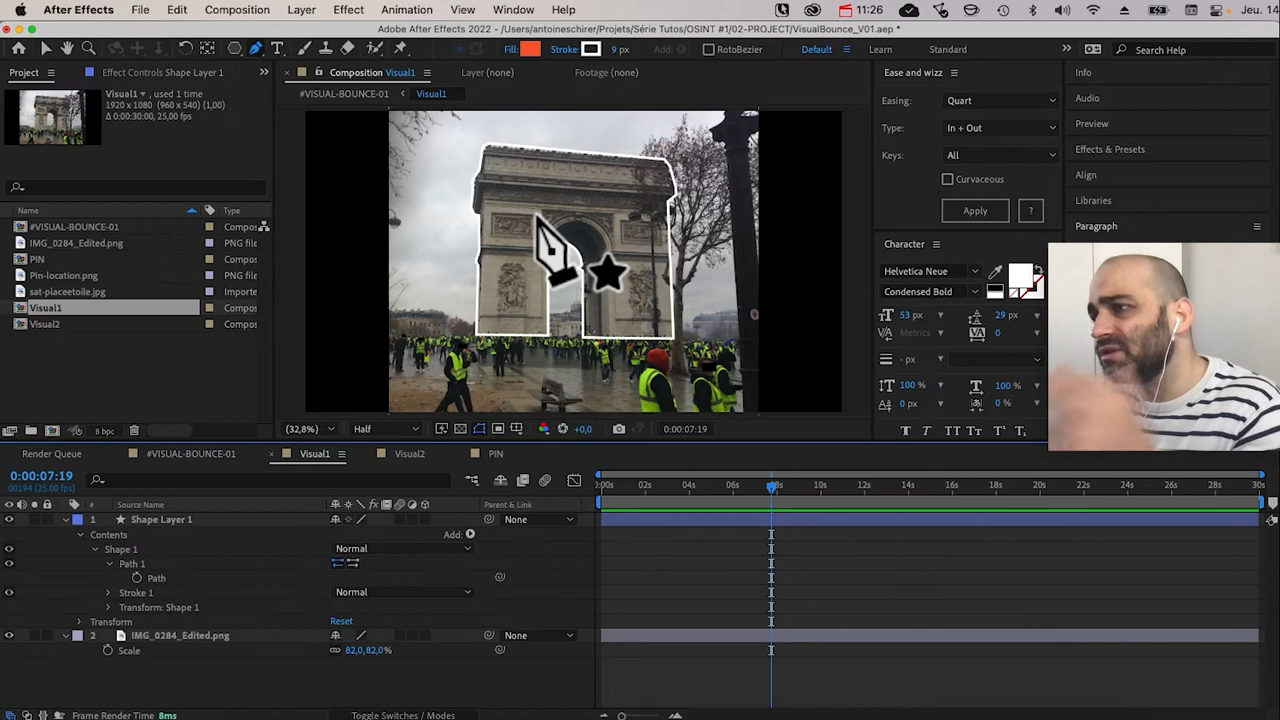 After Effects File Edit Composition Layer Effect Animation View Window Help 11:26 Jeu. 14
Adobe After Effects 2022 - /Users/antoineschirer/Projets/Série Tutos/OSINT #1/02-PROJECT/VisualBounce_V01.aep *
Fill: Stroke: 9 px Add: RotoBezier Default Learn Standard Search Help
Project Effect Controls Shape Layer 1 Composition Visual1 Layer (none) Footage (none) Ease and wizz Info
Visual1, used 1 time
1920 x 1080 (960 x 540) (1,00)
Δ 0:00:30:00, 25,00 fps
#VISUAL-BOUNCE-01 Visual1
Easing: Quart
Type: In + Out
Keys: All
Curvaceous
Apply ?
Audio
Preview
Effects & Presets
Align
Libraries
Paragraph
Name Type
#VISUAL-BOUNCE-01 Compos
IMG_0284_Edited.png PNG file
PIN Compos
Pin-location.png PNG file
sat-placeetoile.jpg Importe
Visual1 Compos
Visual2 Compos
Character
Helvetica Neue
Condensed Bold
53 px 29 px
Metrics 0
- px
100 % 100 %
0 px 0 %
T T TT Tт T¹ T₁
8 bpc (32,8%) Half +0,0 0:00:07:19
Render Queue #VISUAL-BOUNCE-01 Visual1 Visual2 PIN
0:00:07:19
00194 (25.00 fps)
:00s 02s 04s 06s 08s 10s 12s 14s 16s 18s 20s 22s 24s 26s 28s 30s
# Source Name Parent & Link
1 Shape Layer 1 None
Contents Add:
Shape 1 Normal
Path 1
Path
Stroke 1 Normal
Transform: Shape 1
Transform Reset
2 IMG_0284_Edited.png None
Scale 82,0,82,0%
Frame Render Time 8ms Toggle Switches / Modes